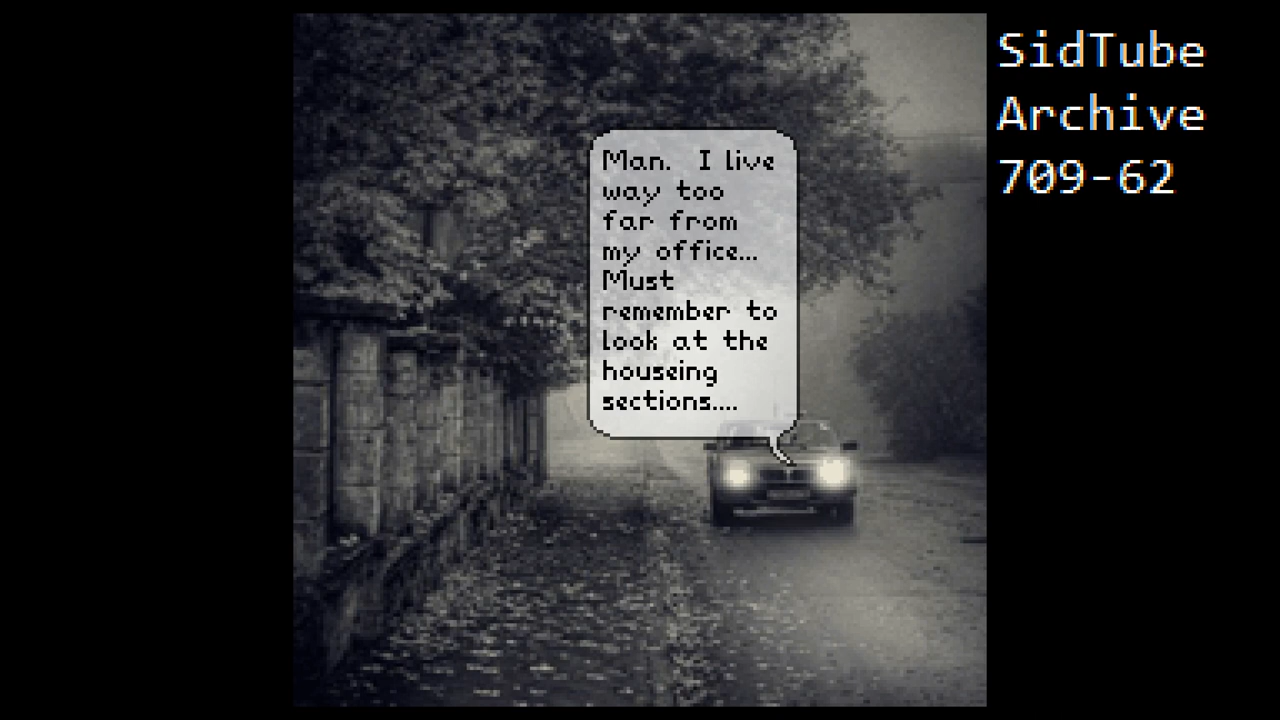 Man.  I live
way too
far from
my office...
Must
remember to
look at the
houseing
sections....
SidTube
Archive
709-62